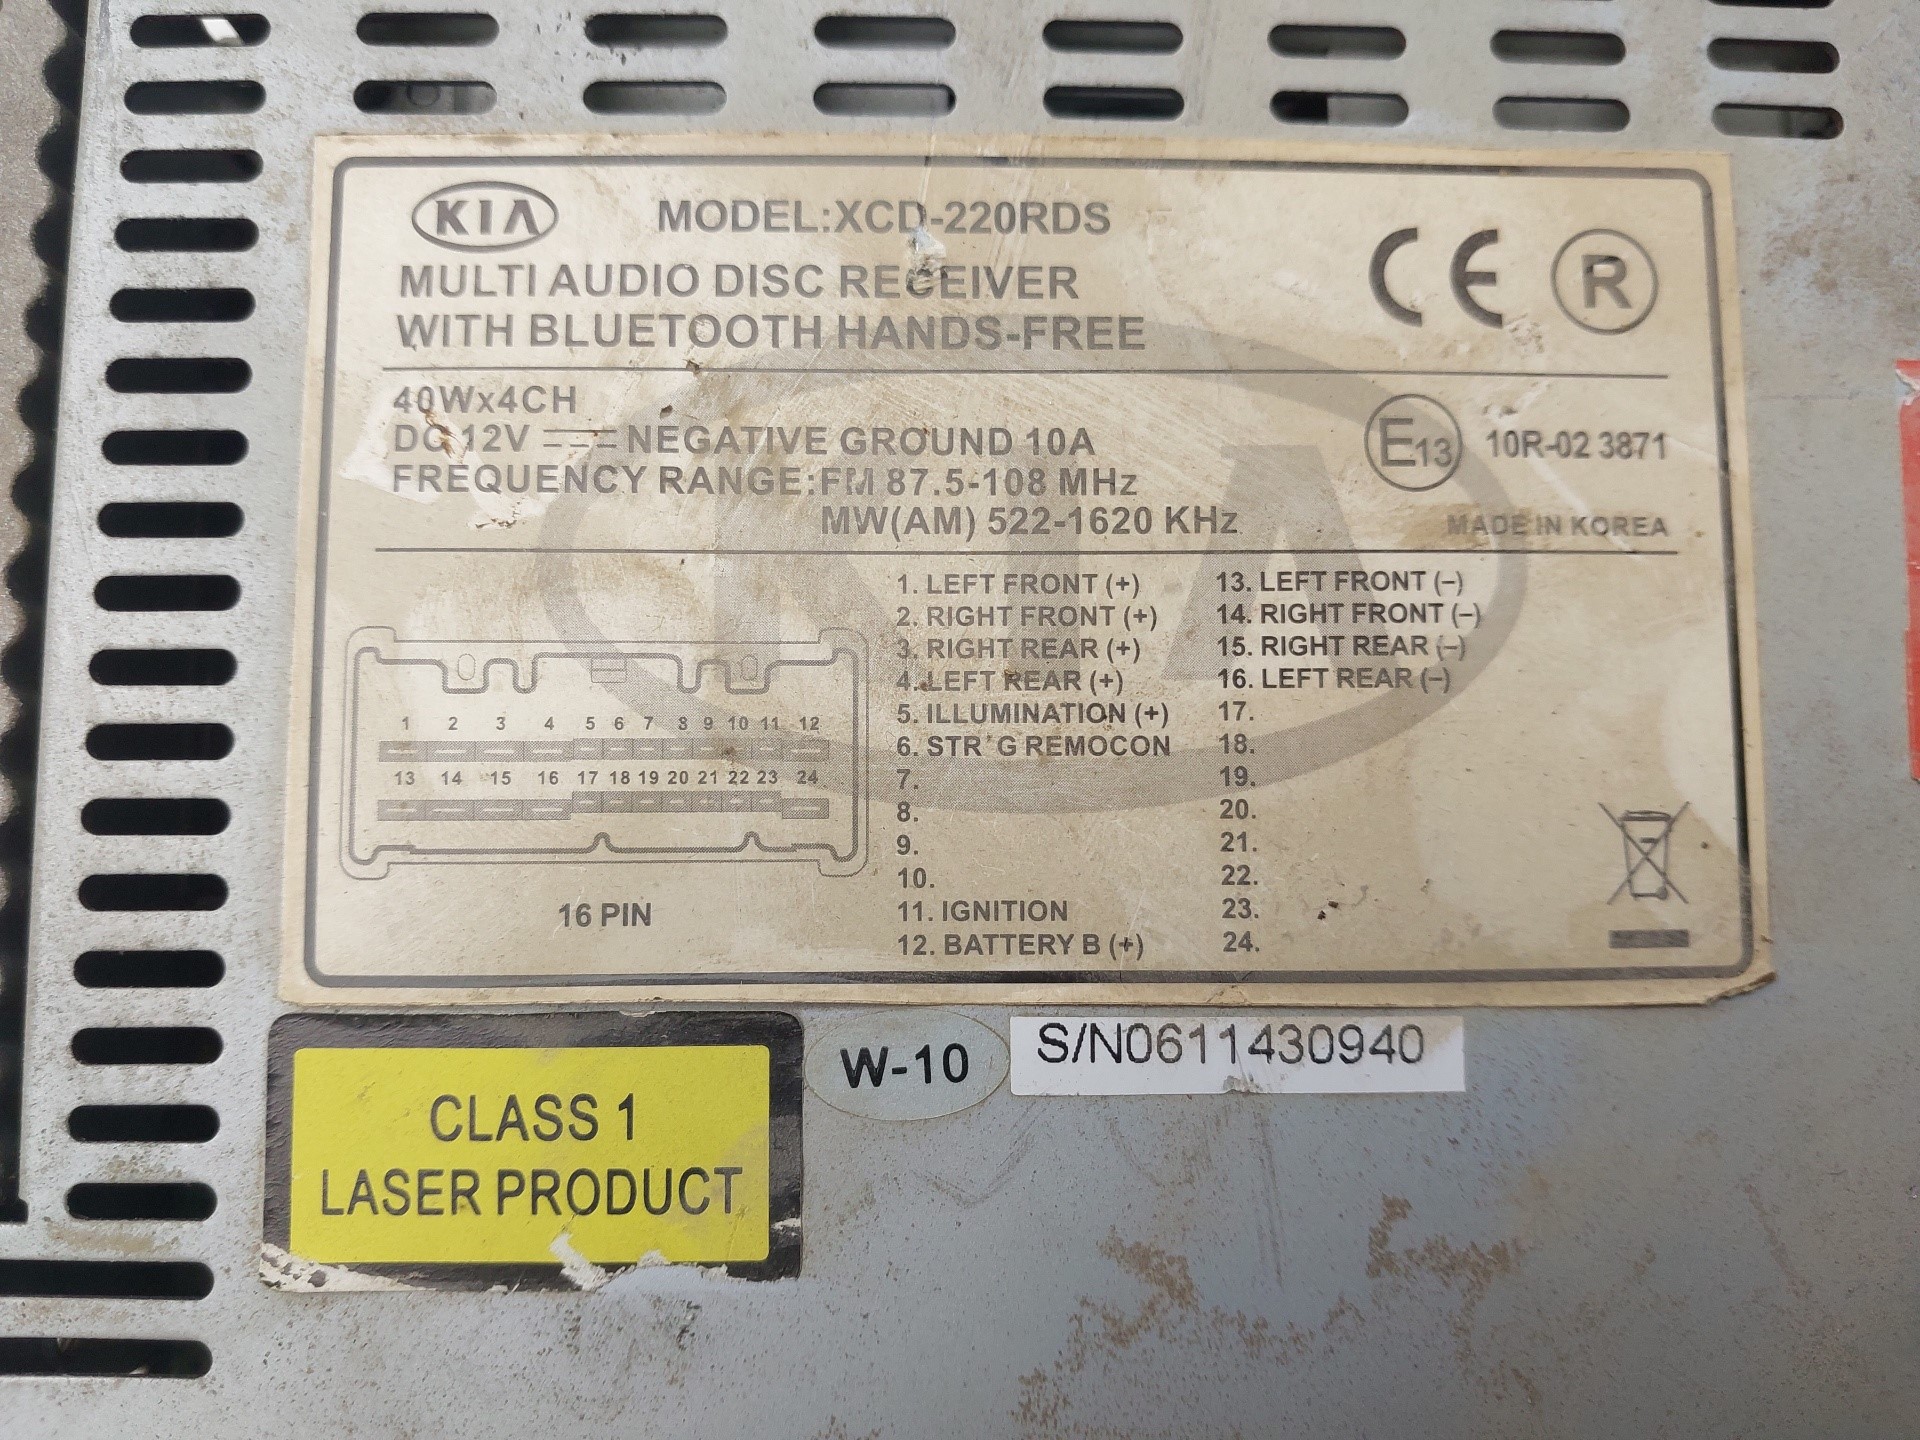 KIA MODEL:XCD-220RDS
MULTI AUDIO DISC RECEIVER
WITH BLUETOOTH HANDS-FREE
CE R
40Wx4CH
DC 12V NEGATIVE GROUND 10A
FREQUENCY RANGE:FM 87.5-108 MHz
MW(AM) 522-1620 KHz
E13 10R-02 3871
MADE IN KOREA
1 2 3 4 5 6 7 8 9 10 11 12
13 14 15 16 17 18 19 20 21 22 23 24
16 PIN
1. LEFT FRONT (+)
2. RIGHT FRONT (+)
3. RIGHT REAR (+)
4. LEFT REAR (+)
5. ILLUMINATION (+)
6. STR'G REMOCON
7.
8.
9.
10.
11. IGNITION
12. BATTERY B (+)
13. LEFT FRONT (–)
14. RIGHT FRONT (–)
15. RIGHT REAR (–)
16. LEFT REAR (–)
17.
18.
19.
20.
21.
22.
23.
24.
CLASS 1
LASER PRODUCT
W-10
S/N0611430940